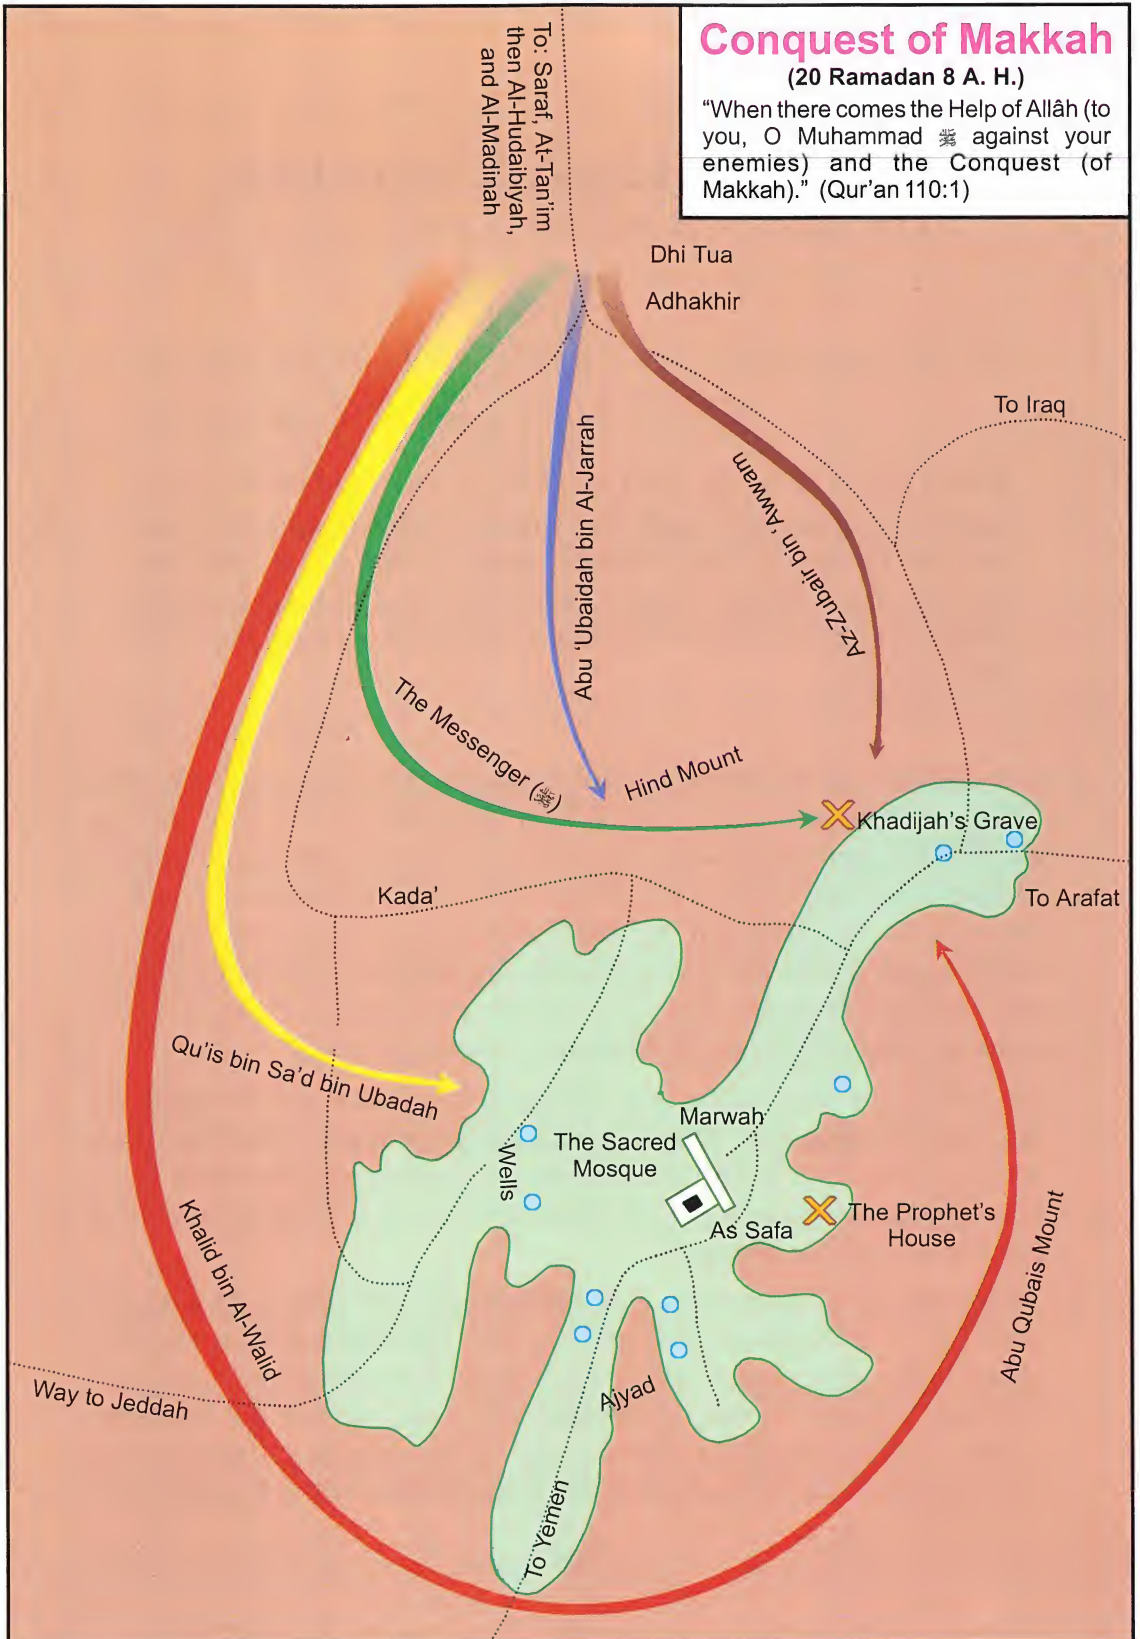 Conquest of Makkah
(20 Ramadan 8 A. H.)
“When there comes the Help of Allâh (to
you, O Muhammad ﷺ against your
enemies) and the Conquest (of
Makkah).” (Qur’an 110:1)
To: Saraf, At-Tan’im
then Al-Hudaibiyah,
and Al-Madinah
Dhi Tua
Adhakhir
To Iraq
Abu ‘Ubaidah bin Al-Jarrah
Az-Zubair bin ‘Awwam
The Messenger (ﷺ)
Hind Mount
Khadijah’s Grave
To Arafat
Kada’
Qu’is bin Sa’d bin Ubadah
Marwah
The Sacred
Mosque
Wells
As Safa
The Prophet’s
House
Khalid bin Al-Walid
Abu Qubais Mount
Way to Jeddah
Ajyad
To Yemen